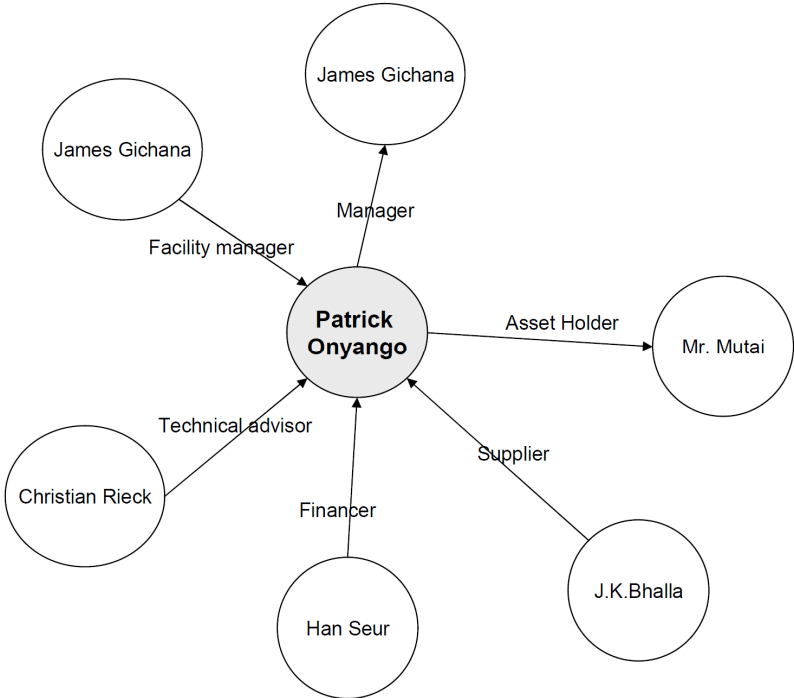 James Gichana
James Gichana
Manager
Facility manager
Patrick
Onyango
Asset Holder
Mr. Mutai
Technical advisor
Supplier
Christian Rieck
Financer
J.K.Bhalla
Han Seur